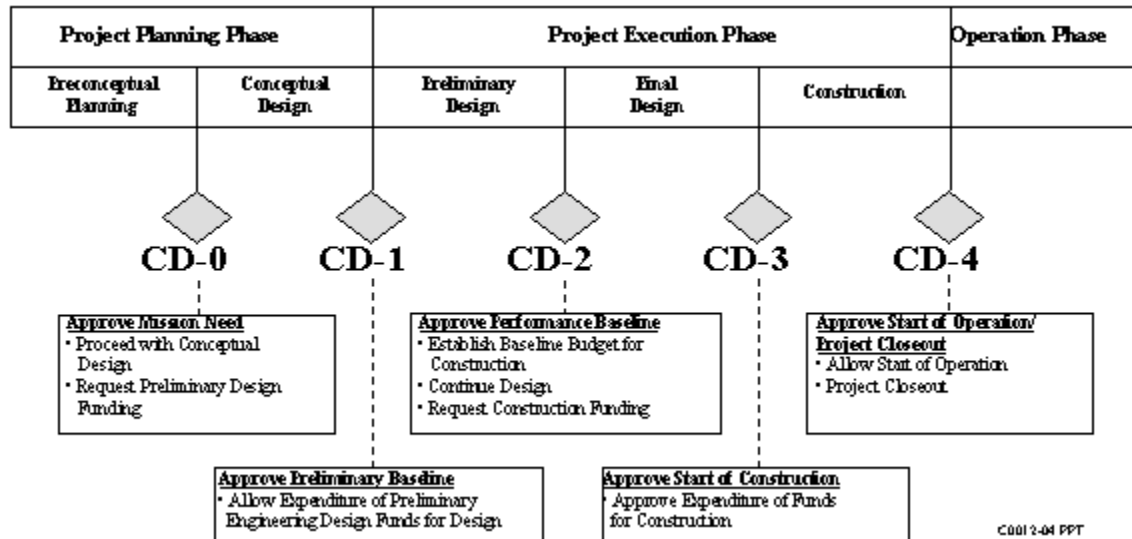 Project Planning Phase
Project Execution Phase
Operation Phase
Preconceptual
Planning
Conceptual
Design
Preliminary
Design
Final
Design
Construction
CD-0
CD-1
CD-2
CD-3
CD-4
Approve Mission Need
• Proceed with Conceptual
Design
• Request Preliminary Design
Funding
Approve Performance Baseline
• Establish Baseline Budget for
Construction
• Continue Design
• Request Construction Funding
Approve Start of Operation/
Project Closeout
• Allow Start of Operation
• Project Closeout
Approve Preliminary Baseline
• Allow Expenditure of Preliminary
Engineering Design Funds for Design
Approve Start of Construction
• Approve Expenditure of Funds
for Construction
C0012-04 PPT